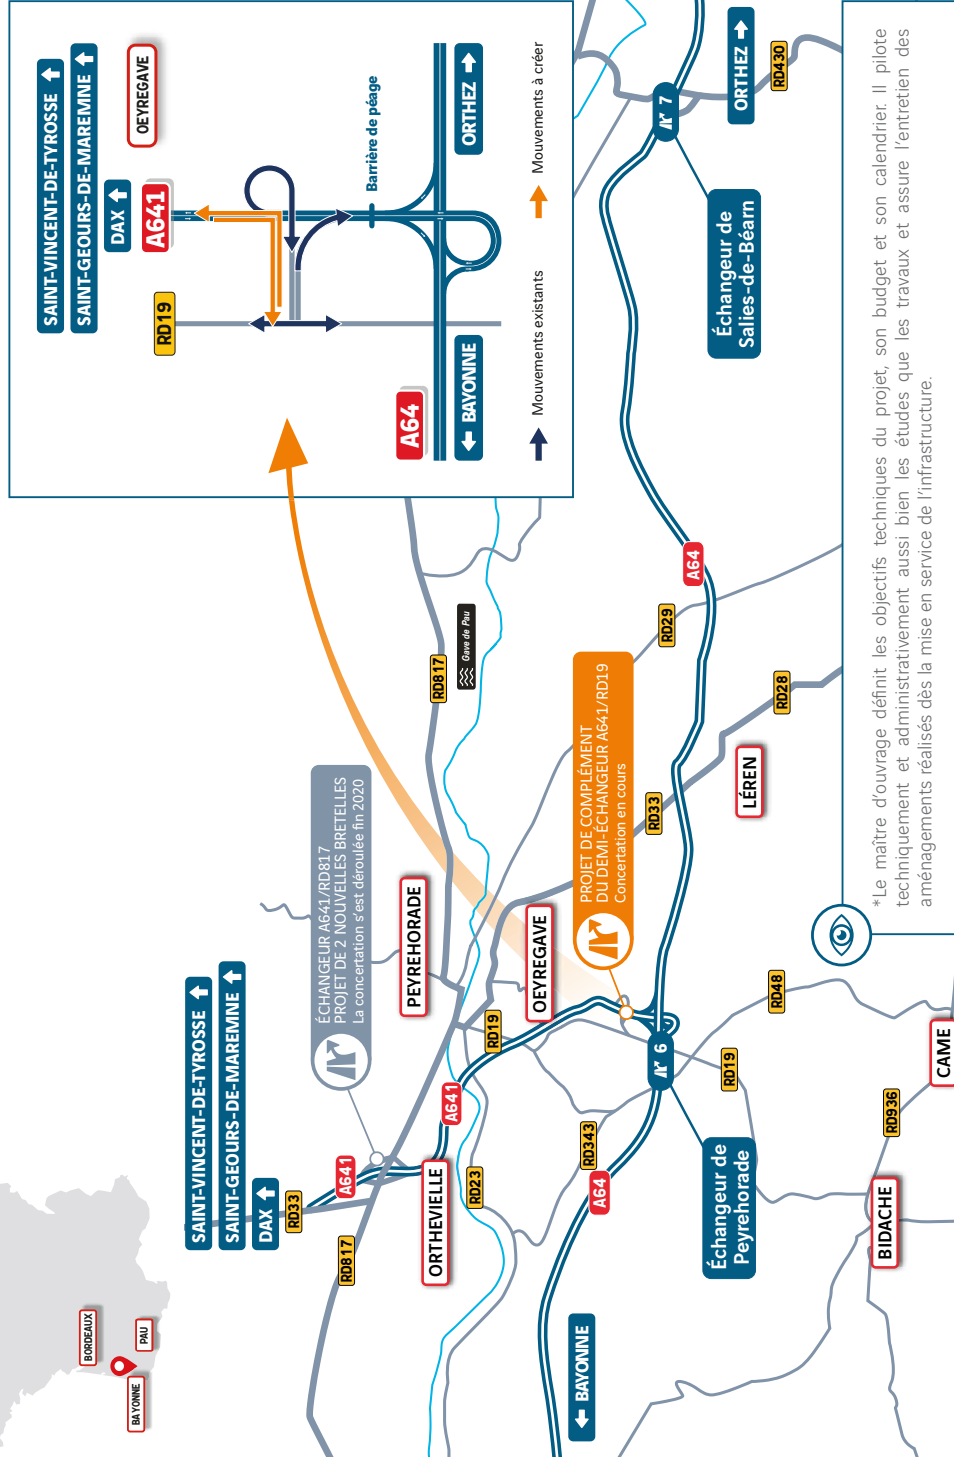 BORDEAUX
PAU
BAYONNE
SAINT-VINCENT-DE-TYROSSE
SAINT-GEOURS-DE-MAREMNE
DAX
RD33
A641
RD817
ÉCHANGEUR A641/RD817
PROJET DE 2 NOUVELLES BRETELLES
La concertation s'est déroulée fin 2020
PEYREHORADE
ORTHEVIELLE
A641
RD19
RD23
OEYREGAVE
RD817
Gave de Pau
PROJET DE COMPLÉMENT
DU DEMI-ÉCHANGEUR A641/RD19
Concertation en cours
RD343
A64
BAYONNE
6
Échangeur de
Peyrehorade
RD19
RD48
RD936
BIDACHE
CAME
RD33
RD29
RD28
LÉREN
A64
Échangeur de
Salies-de-Béarn
7
ORTHEZ
RD430
SAINT-VINCENT-DE-TYROSSE
SAINT-GEOURS-DE-MAREMNE
DAX
OEYREGAVE
A641
RD19
Barrière de péage
A64
BAYONNE
ORTHEZ
Mouvements existants
Mouvements à créer
*Le maître d'ouvrage définit les objectifs techniques du projet, son budget et son calendrier. Il pilote
techniquement et administrativement aussi bien les études que les travaux et assure l'entretien des
aménagements réalisés dès la mise en service de l'infrastructure.